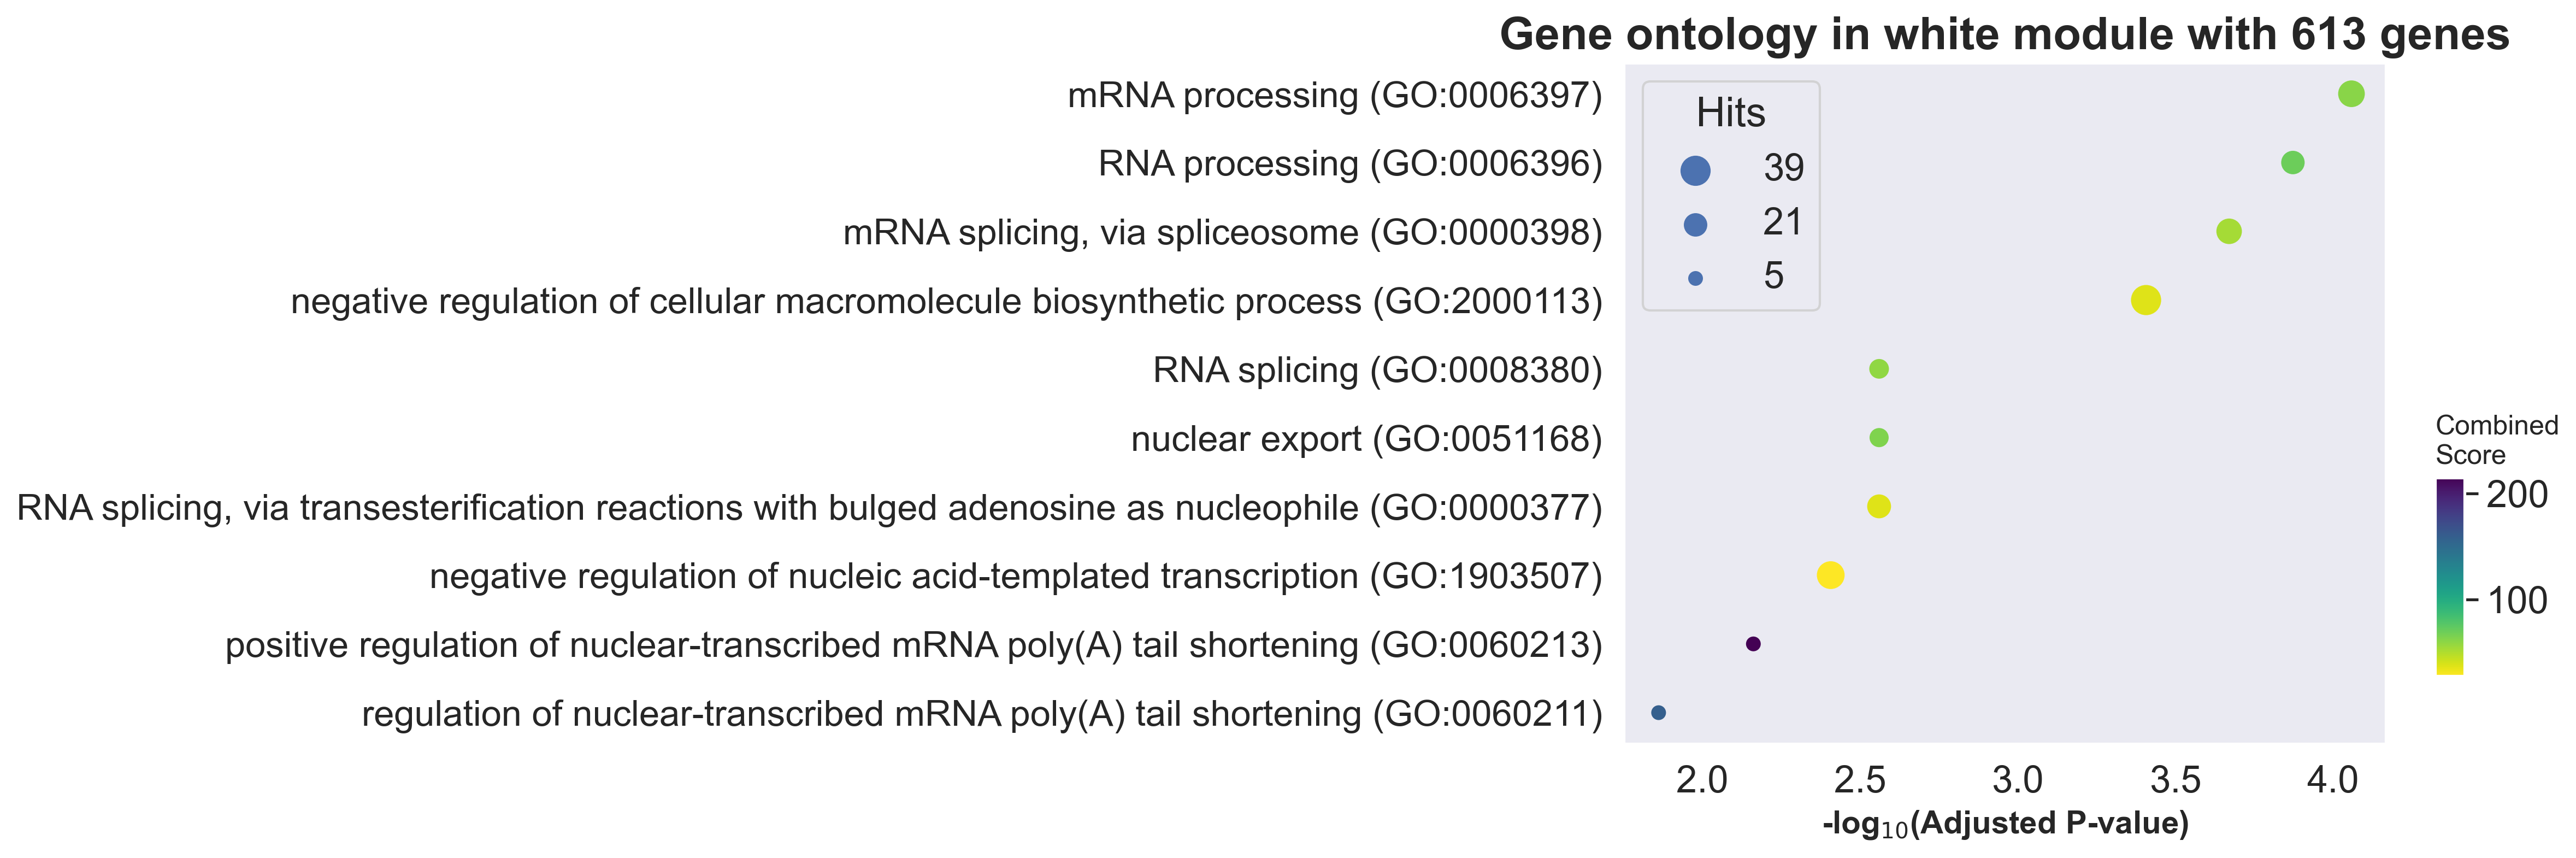 Gene ontology in white module with 613 genes
mRNA processing (GO:0006397)
RNA processing (GO:0006396)
mRNA splicing, via spliceosome (GO:0000398)
negative regulation of cellular macromolecule biosynthetic process (GO:2000113)
RNA splicing (GO:0008380)
nuclear export (GO:0051168)
RNA splicing, via transesterification reactions with bulged adenosine as nucleophile (GO:0000377)
negative regulation of nucleic acid-templated transcription (GO:1903507)
positive regulation of nuclear-transcribed mRNA poly(A) tail shortening (GO:0060213)
regulation of nuclear-transcribed mRNA poly(A) tail shortening (GO:0060211)
Hits
39
21
5
2.0 2.5 3.0 3.5 4.0
-log₁₀(Adjusted P-value)
Combined
Score
200
100